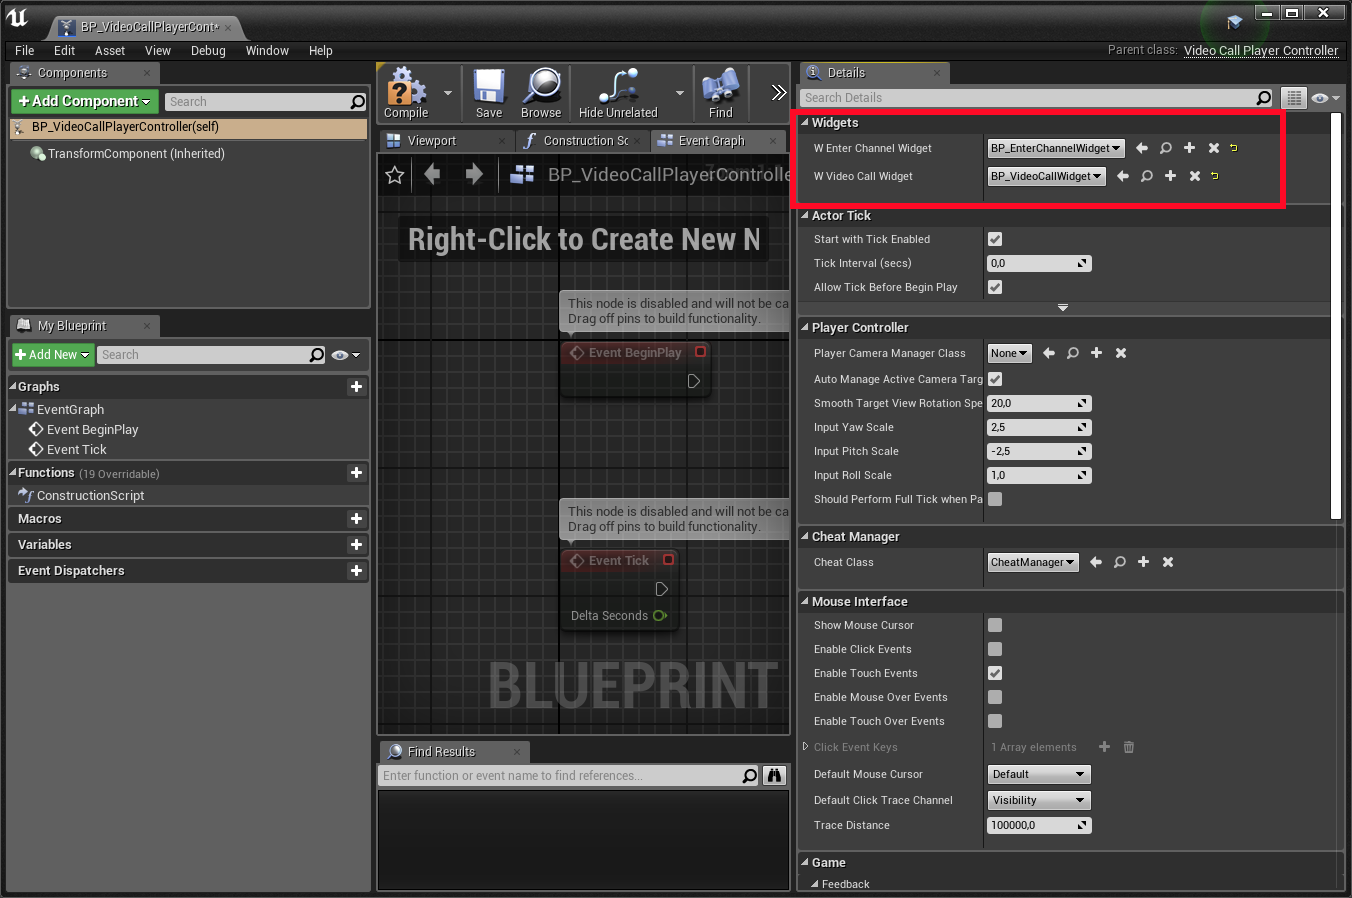 BP_VideoCallPlayerCont*
File Edit Asset View Debug Window Help
Parent class: Video Call Player Controller
Components
Add Component
Search
BP_VideoCallPlayerController(self)
TransformComponent (Inherited)
My Blueprint
Add New
Search
Graphs
EventGraph
Event BeginPlay
Event Tick
Functions (19 Overridable)
ConstructionScript
Macros
Variables
Event Dispatchers
Compile
Save
Browse
Hide Unrelated
Find
Viewport
Construction Sc
Event Graph
BP_VideoCallPlayerControlle
Right-Click to Create New N
This node is disabled and will not be ca
Drag off pins to build functionality.
Event BeginPlay
This node is disabled and will not be ca
Drag off pins to build functionality.
Event Tick
Delta Seconds
BLUEPRINT
Find Results
Enter function or event name to find references...
Details
Search Details
Widgets
W Enter Channel Widget BP_EnterChannelWidget
W Video Call Widget BP_VideoCallWidget
Actor Tick
Start with Tick Enabled
Tick Interval (secs) 0,0
Allow Tick Before Begin Play
Player Controller
Player Camera Manager Class None
Auto Manage Active Camera Targ
Smooth Target View Rotation Spe 20,0
Input Yaw Scale 2,5
Input Pitch Scale -2,5
Input Roll Scale 1,0
Should Perform Full Tick when Pa
Cheat Manager
Cheat Class CheatManager
Mouse Interface
Show Mouse Cursor
Enable Click Events
Enable Touch Events
Enable Mouse Over Events
Enable Touch Over Events
Click Event Keys 1 Array elements
Default Mouse Cursor Default
Default Click Trace Channel Visibility
Trace Distance 100000,0
Game
Feedback